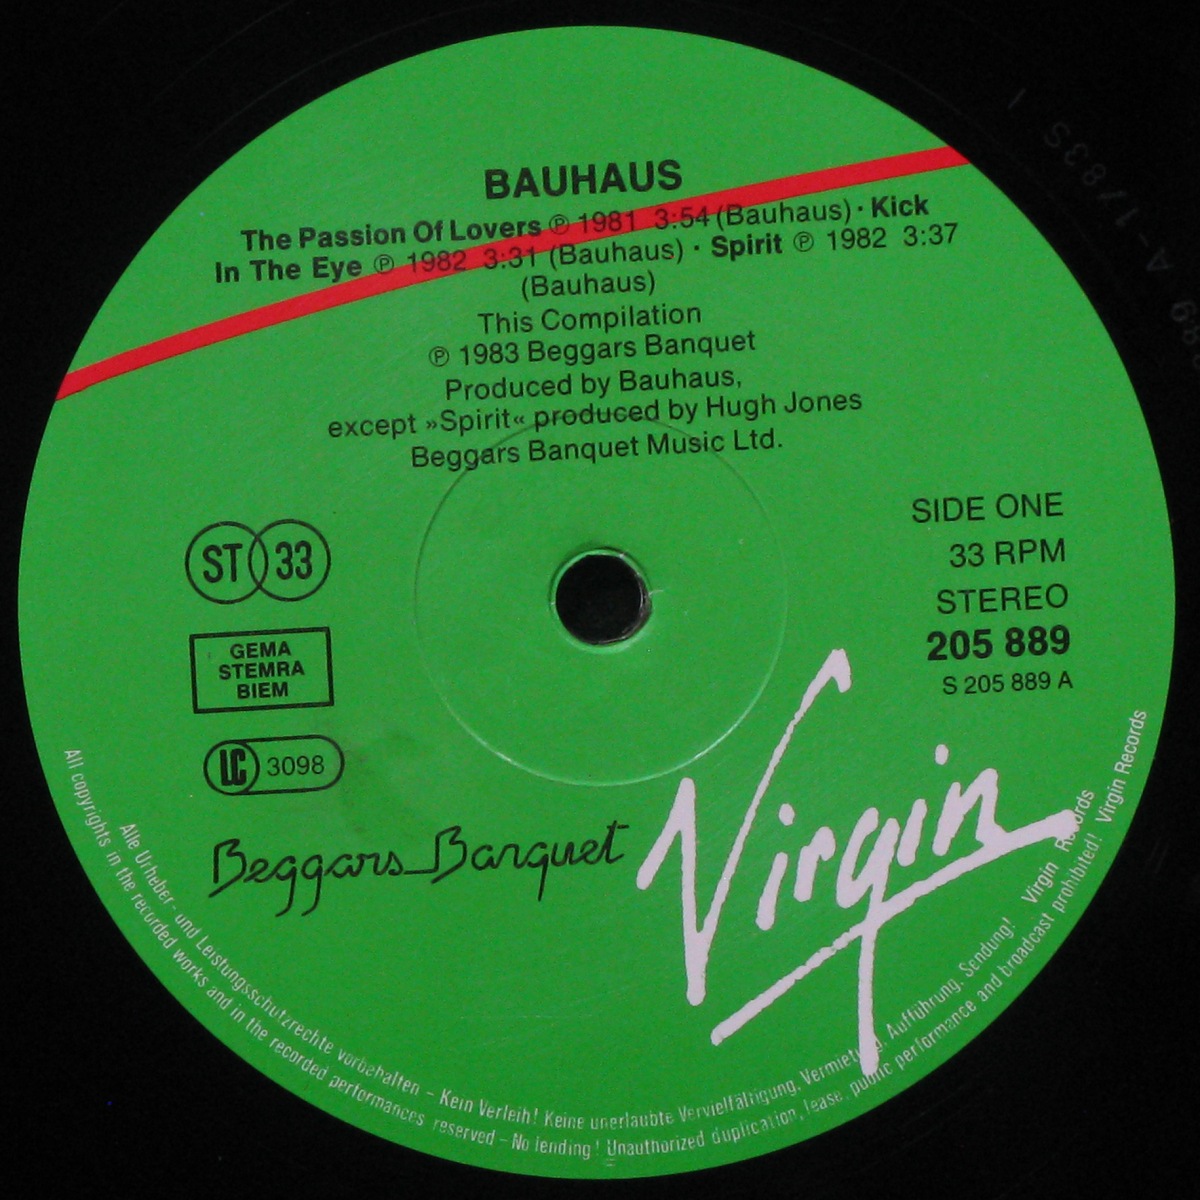 BAUHAUS
The Passion Of Lovers ℗ 1981 3:54 (Bauhaus) · Kick
In The Eye ℗ 1982 3:31 (Bauhaus) · Spirit ℗ 1982 3:37
(Bauhaus)
This Compilation
℗ 1983 Beggars Banquet
Produced by Bauhaus,
except »Spirit« produced by Hugh Jones
Beggars Banquet Music Ltd.
SIDE ONE
33 RPM
STEREO
205 889
S 205 889 A
ST 33
GEMA
STEMRA
BIEM
LC 3098
Beggars Banquet
Virgin
Alle Urheber- und Leistungsschutzrechte vorbehalten – Kein Verleih! Keine unerlaubte Vervielfältigung, Vermietung, Aufführung, Sendung! Virgin Records
All copyrights in the recorded works and in the recorded performances reserved – No lending! Unauthorized duplication, lease, public performance and broadcast prohibited! Virgin Records
A-1/83S